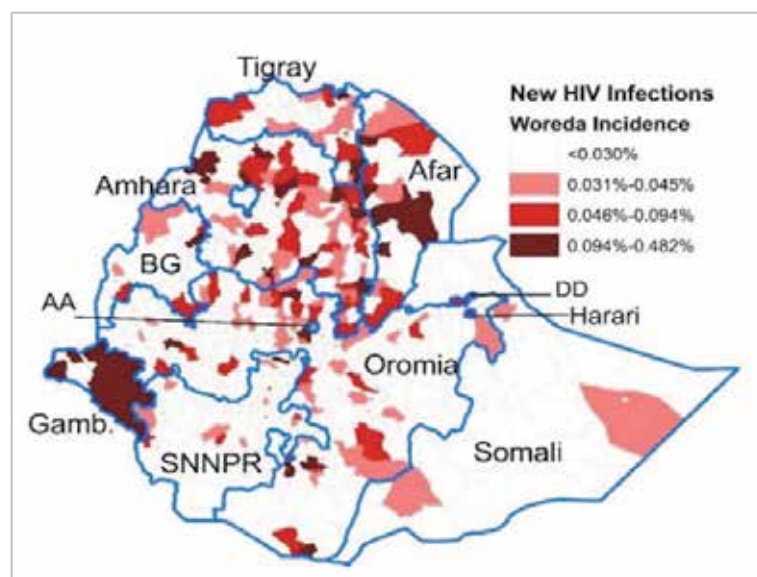 Tigray
New HIV Infections
Woreda Incidence
<0.030%
0.031%-0.045%
0.046%-0.094%
0.094%-0.482%
Afar
Amhara
BG
AA
DD
Harari
Oromia
Gamb.
SNNPR
Somali